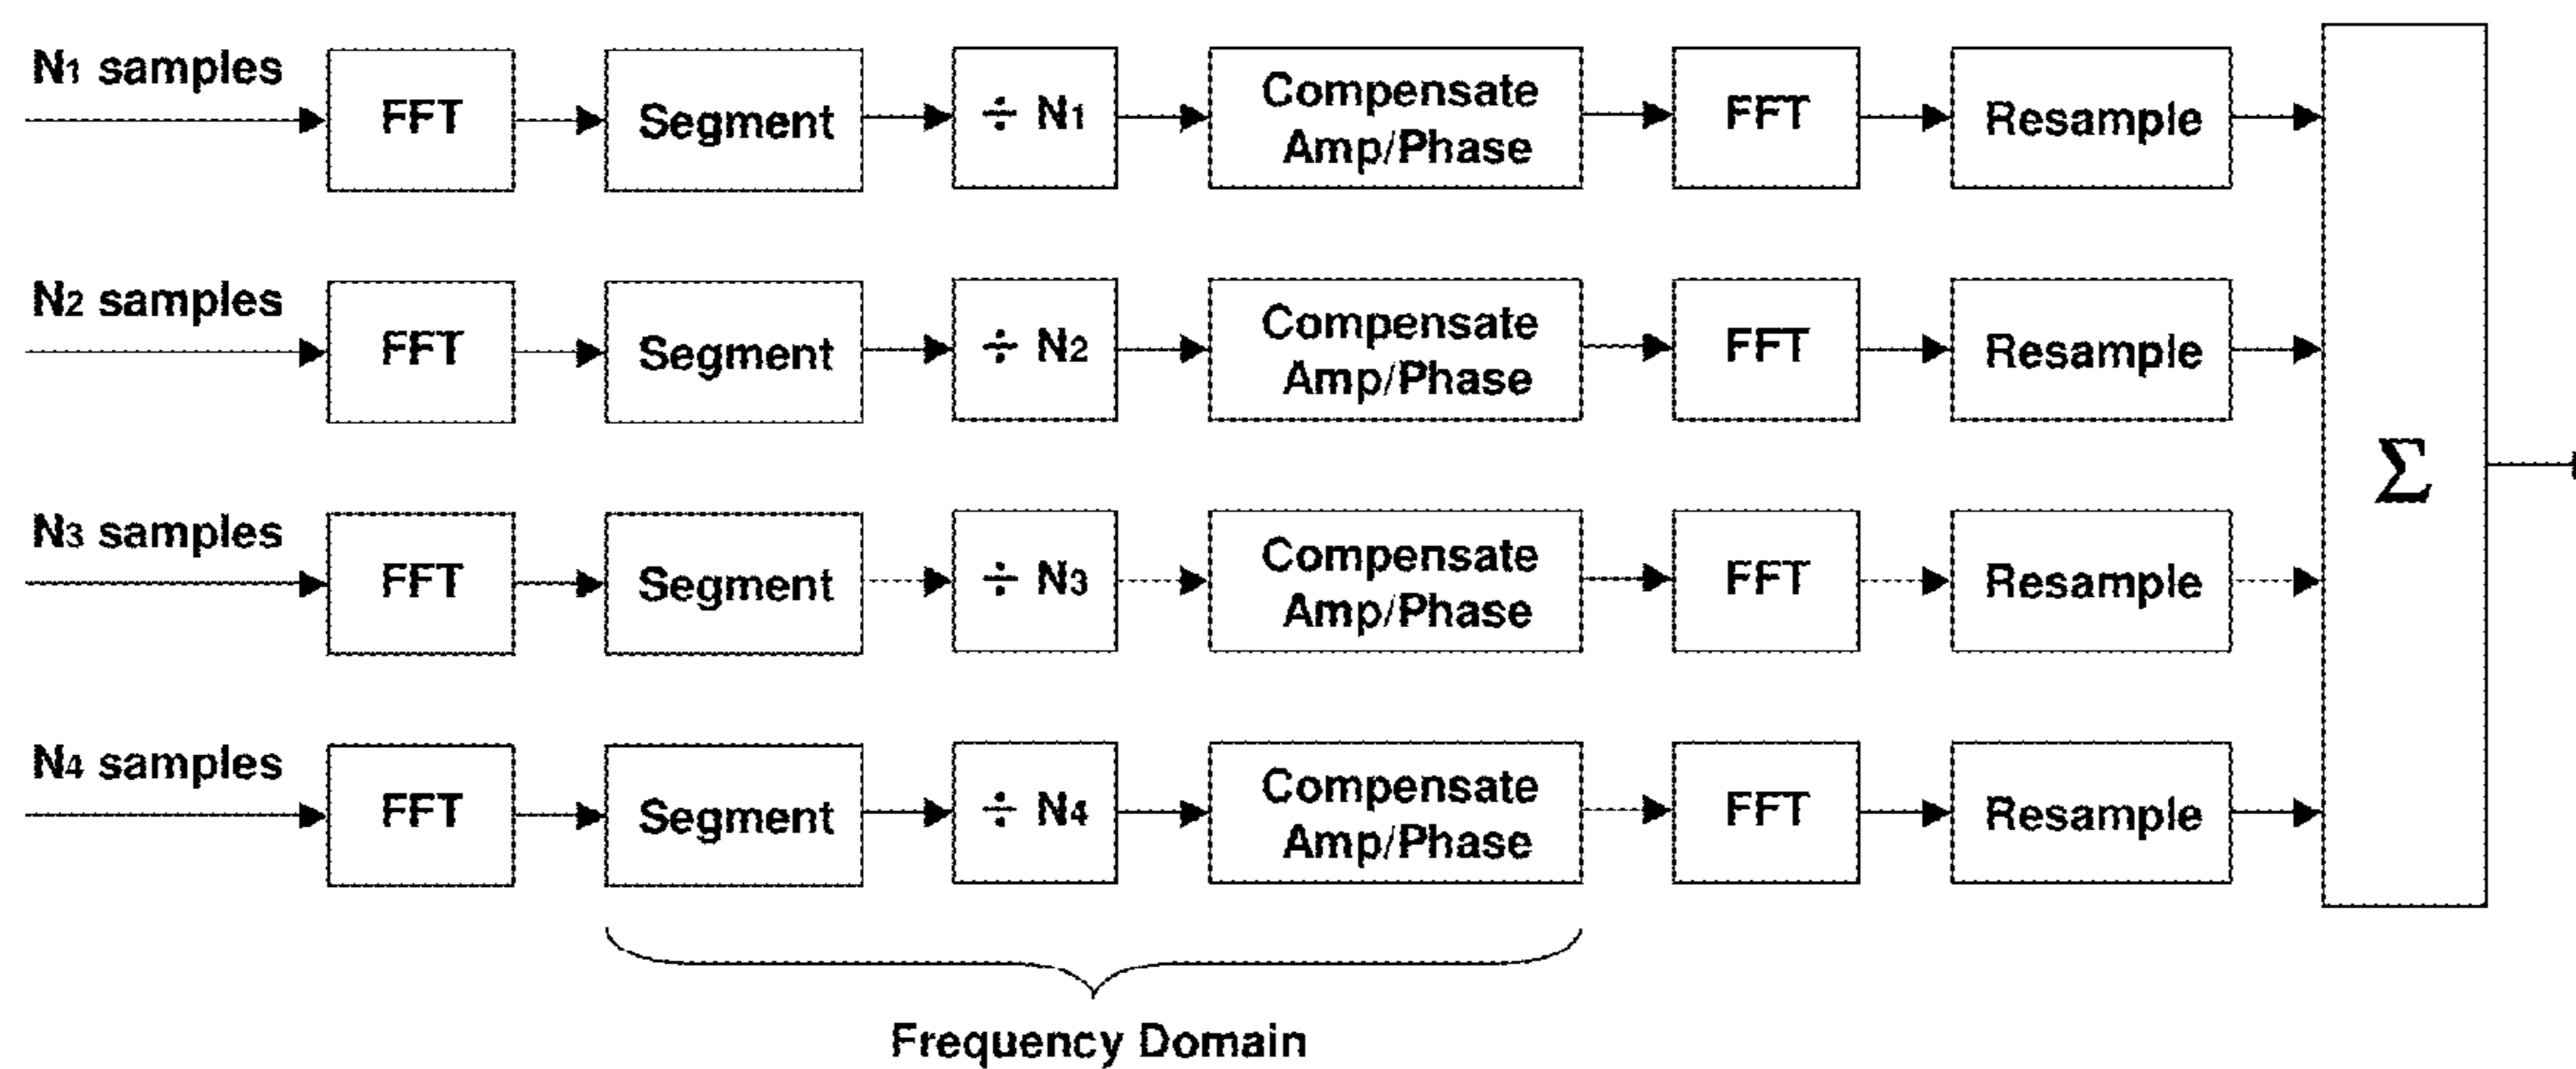 N1 samples
FFT
Segment
÷ N1
Compensate
Amp/Phase
FFT
Resample
N2 samples
FFT
Segment
÷ N2
Compensate
Amp/Phase
FFT
Resample
N3 samples
FFT
Segment
÷ N3
Compensate
Amp/Phase
FFT
Resample
N4 samples
FFT
Segment
÷ N4
Compensate
Amp/Phase
FFT
Resample
Σ
Frequency Domain